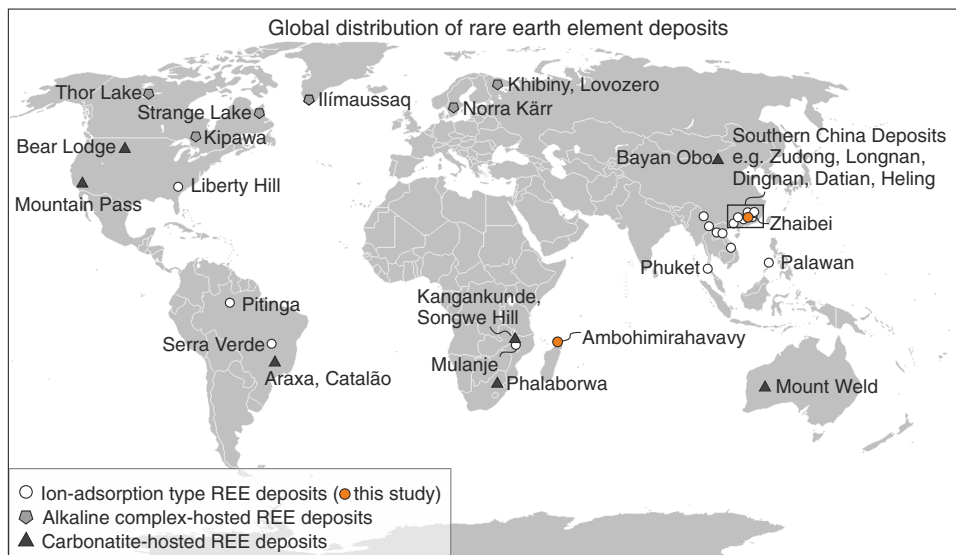 Global distribution of rare earth element deposits
Thor Lake
Strange Lake
Kipawa
Bear Lodge
Mountain Pass
Liberty Hill
Ilímaussaq
Khibiny, Lovozero
Norra Kärr
Bayan Obo
Southern China Deposits
e.g. Zudong, Longnan,
Dingnan, Datian, Heling
Zhaibei
Phuket
Palawan
Pitinga
Serra Verde
Araxa, Catalão
Kangankunde,
Songwe Hill
Mulanje
Ambohimirahavavy
Phalaborwa
Mount Weld
Ion-adsorption type REE deposits (this study)
Alkaline complex-hosted REE deposits
Carbonatite-hosted REE deposits